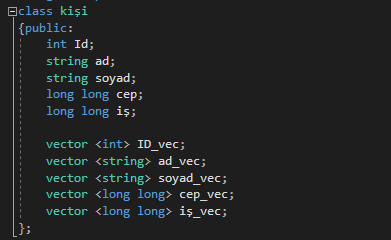 class kişi
{public:
int Id;
string ad;
string soyad;
long long cep;
long long iş;
vector <int> ID_vec;
vector <string> ad_vec;
vector <string> soyad_vec;
vector <long long> cep_vec;
vector <long long> iş_vec;
};